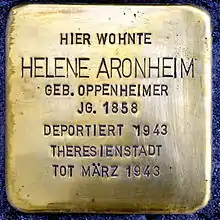 HIER WOHNTE
HELENE ARONHEIM
GEB. OPPENHEIMER
JG. 1858
DEPORTIERT 1943
THERESIENSTADT
TOT MÄRZ 1943